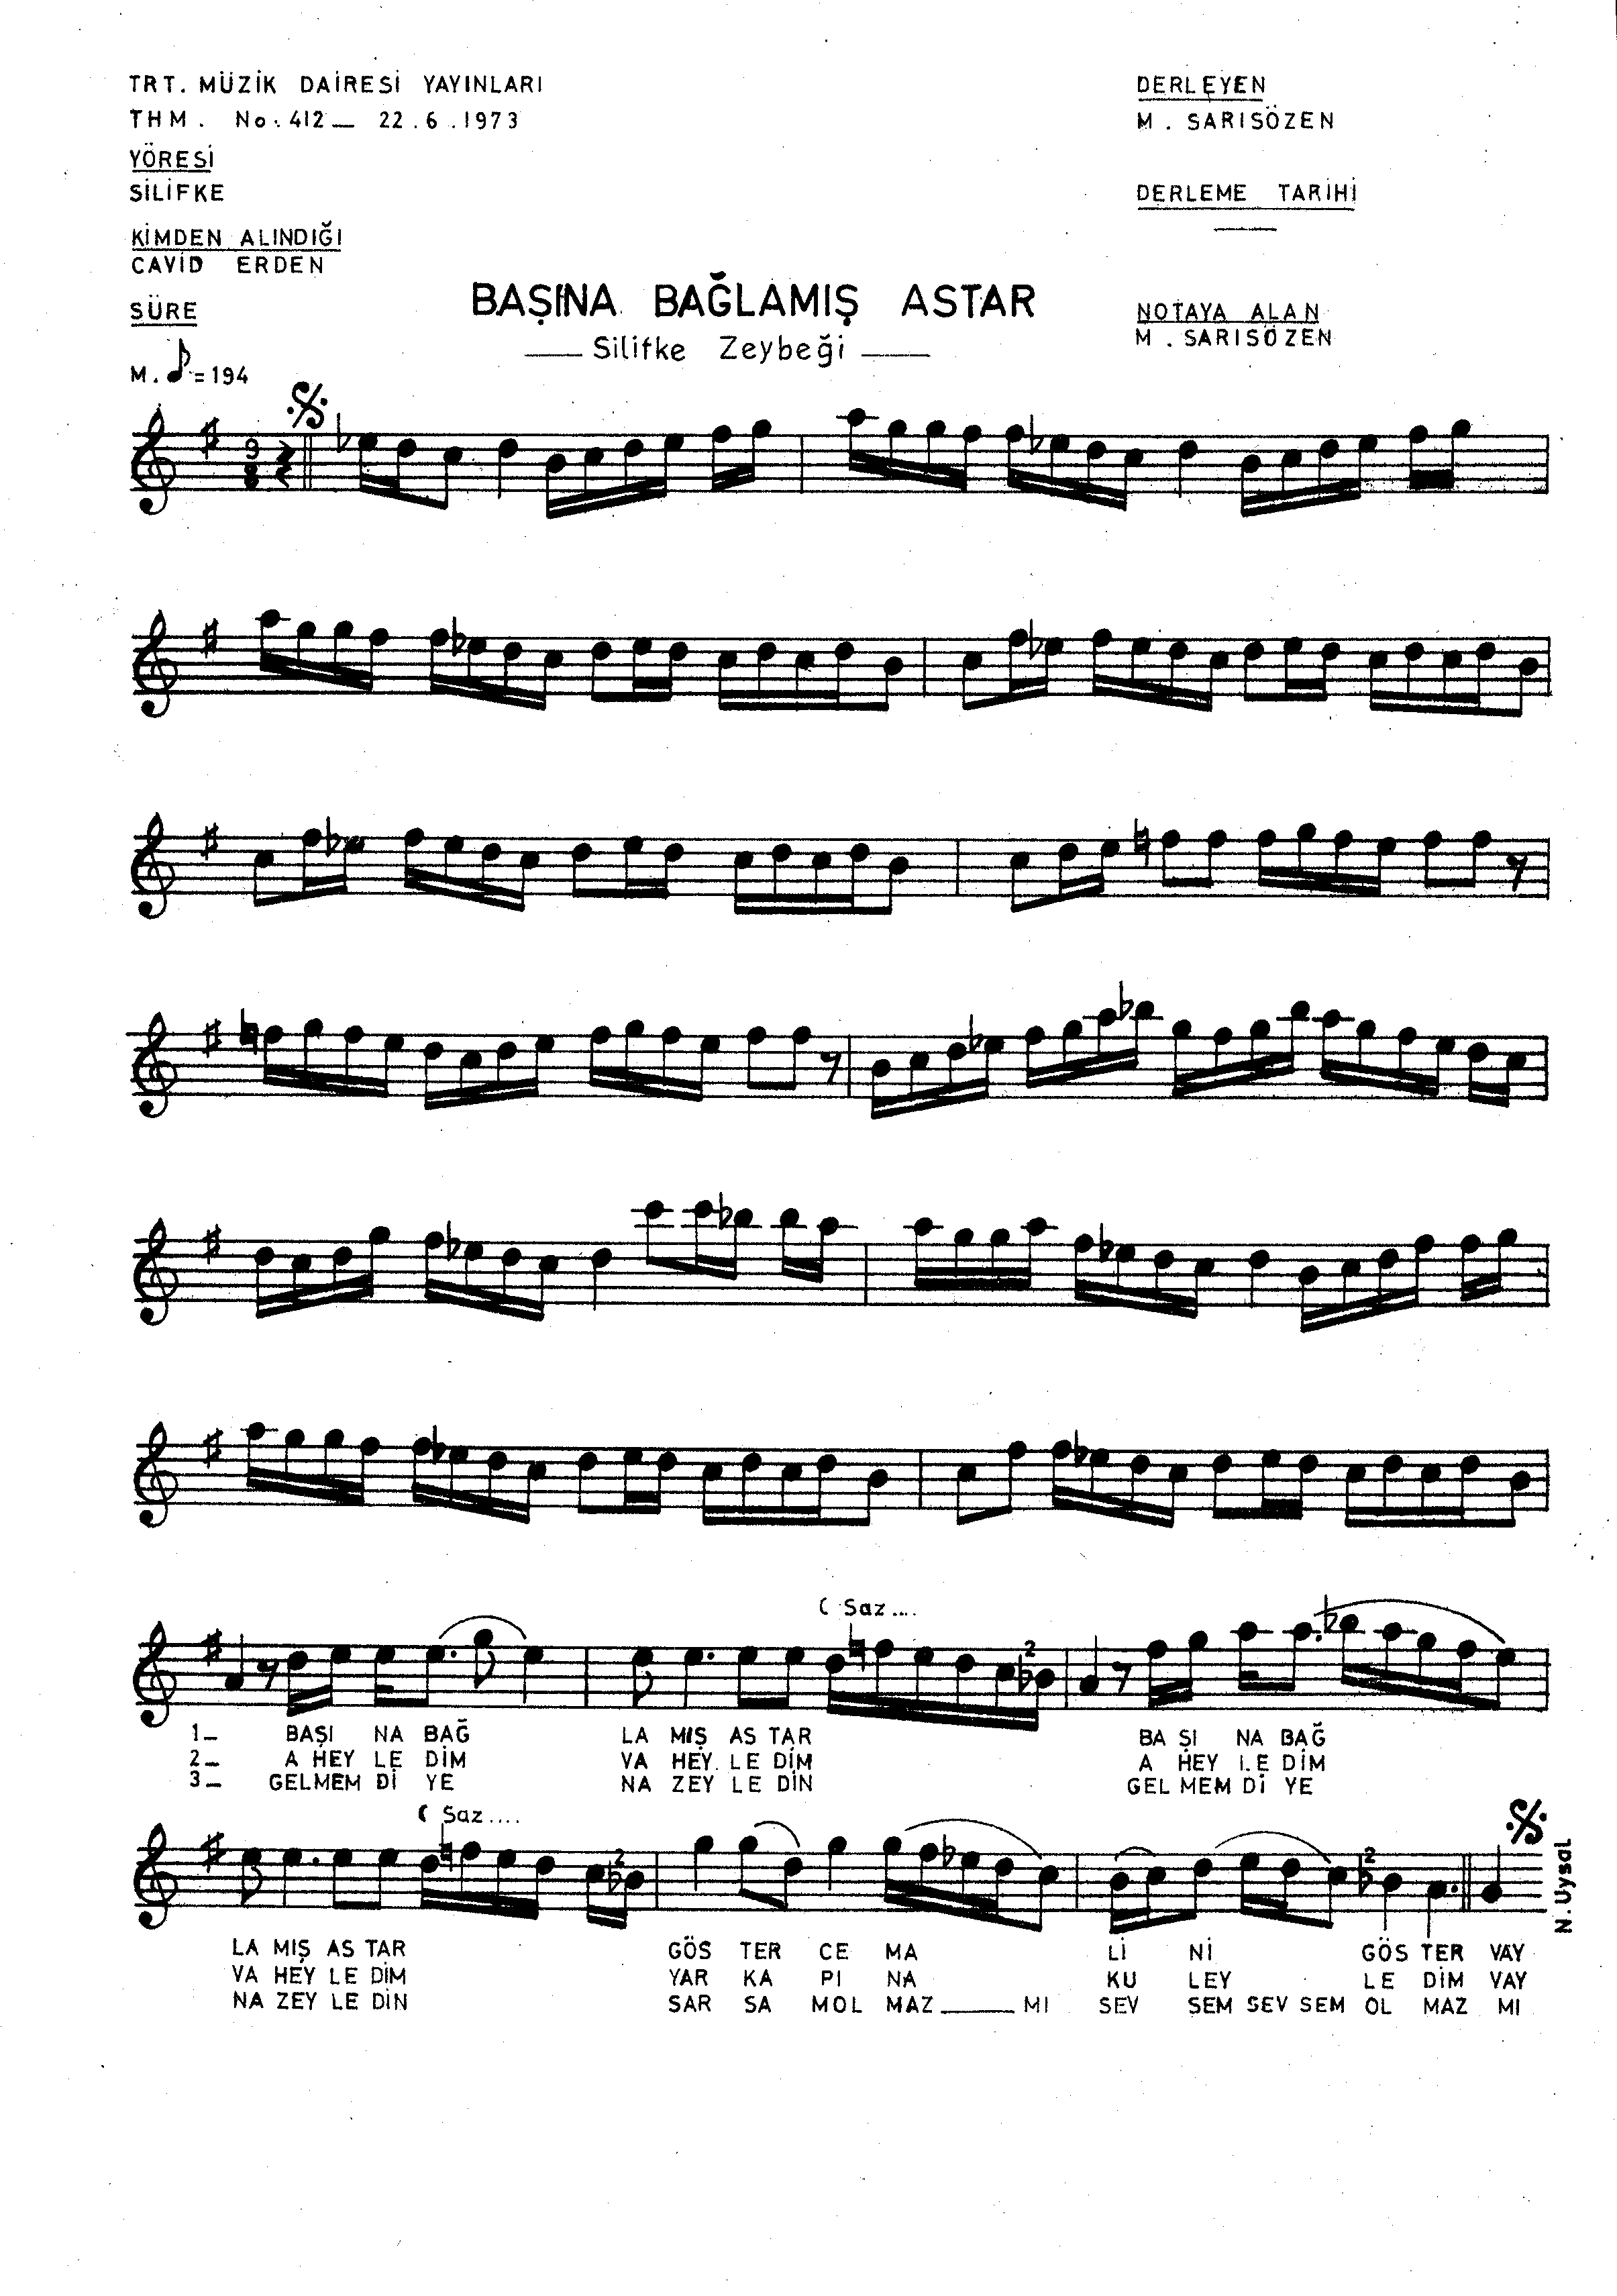 TRT. MÜZİK DAİRESİ YAYINLARI
THM. No: 412 — 22.6.1973
YÖRESİ
SİLİFKE
KİMDEN ALINDIĞI
CAVİD ERDEN
SÜRE
M. ♪ = 194
DERLEYEN
M. SARISÖZEN
DERLEME TARİHİ
NOTAYA ALAN
M. SARISÖZEN
BAŞINA BAĞLAMIŞ ASTAR
— Silifke Zeybeği —
9
8
( Saz ....
2
1— BAŞI NA BAĞ LA MIŞ AS TAR BA ŞI NA BAĞ
2— A HEY LE DİM VA HEY LE DİM A HEY LE DİM
3— GELMEM Dİ YE NA ZEY LE DİN GEL MEM Dİ YE
( Saz ....
2 2
LA MIŞ AS TAR GÖS TER CE MA Lİ Nİ GÖS TER VAY
VA HEY LE DİM YAR KA PI NA KU LEY LE DİM VAY
NA ZEY LE DİN SAR SA MOL MAZ____ MI SEV SEM SEV SEM OL MAZ MI
N. Uysal